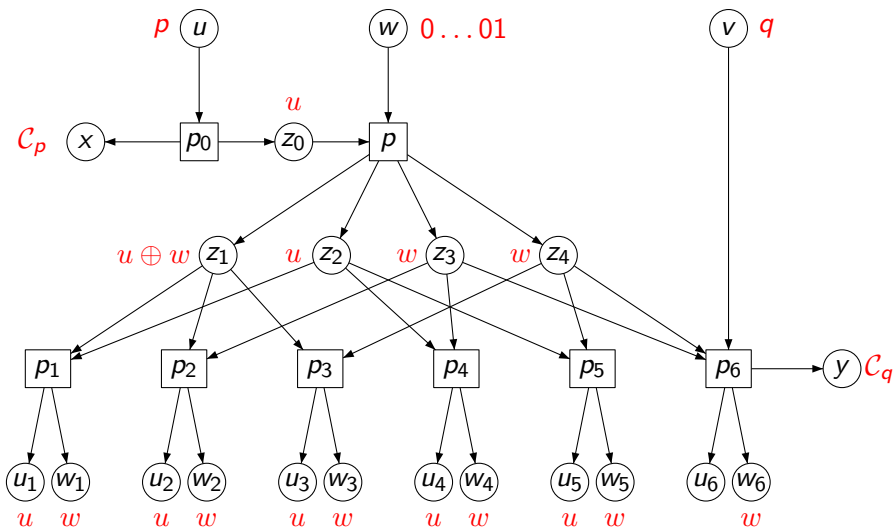 p u w 0 ... 01 v q
u
C_p x p_0 z_0 p
u ⊕ w z_1 u z_2 w z_3 w z_4
p_1 p_2 p_3 p_4 p_5 p_6 y C_q
u_1 w_1 u_2 w_2 u_3 w_3 u_4 w_4 u_5 w_5 u_6 w_6
u w u w u w u w u w w